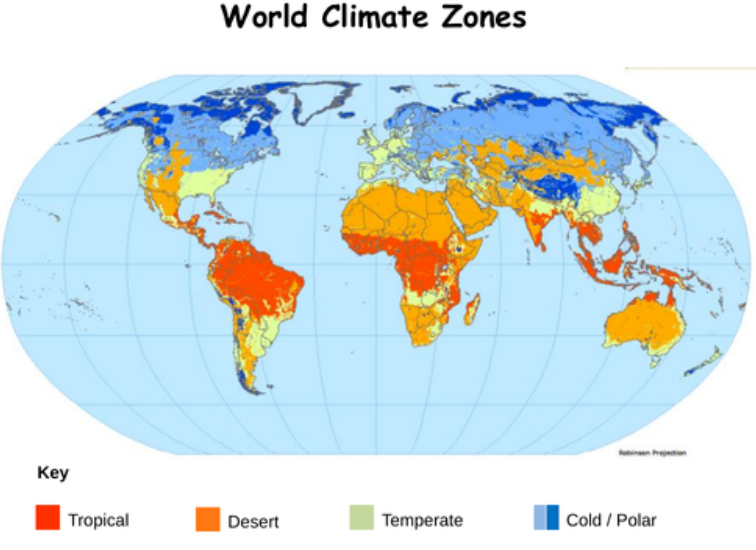 World Climate Zones
Robinson Projection
Key
Tropical
Desert
Temperate
Cold / Polar